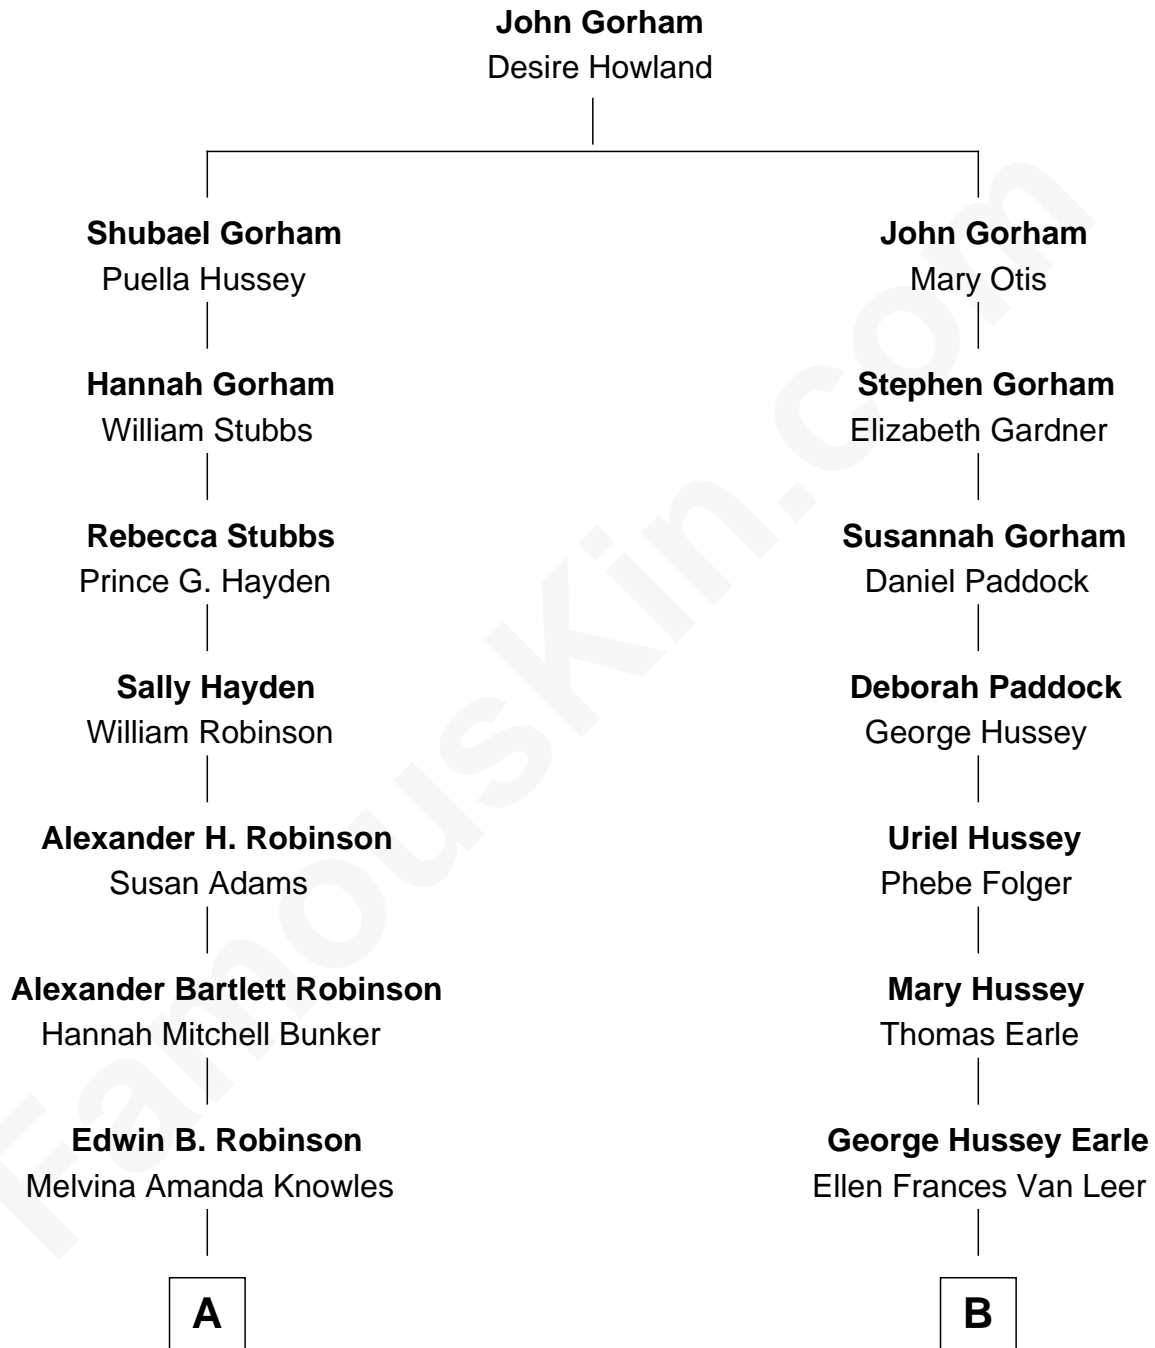 John Gorham
Desire Howland
Shubael Gorham
Puella Hussey
John Gorham
Mary Otis
Hannah Gorham
William Stubbs
Stephen Gorham
Elizabeth Gardner
Rebecca Stubbs
Prince G. Hayden
Susannah Gorham
Daniel Paddock
Sally Hayden
William Robinson
Deborah Paddock
George Hussey
Alexander H. Robinson
Susan Adams
Uriel Hussey
Phebe Folger
Alexander Bartlett Robinson
Hannah Mitchell Bunker
Mary Hussey
Thomas Earle
Edwin B. Robinson
Melvina Amanda Knowles
George Hussey Earle
Ellen Frances Van Leer
A
B
FamousKin.com